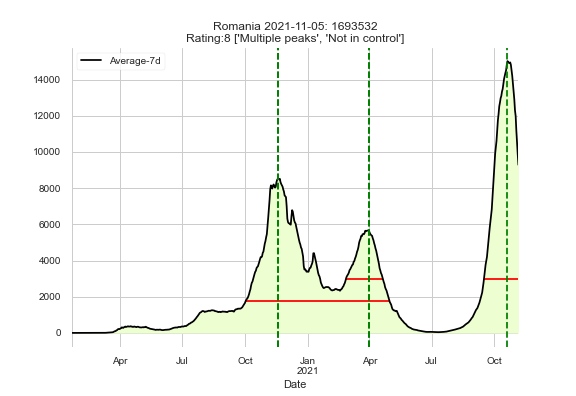 Romania 2021-11-05: 1693532
Rating:8 ['Multiple peaks', 'Not in control']
Average-7d
14000
12000
10000
8000
6000
4000
2000
0
Apr Jul Oct Jan Apr Jul Oct
2021
Date